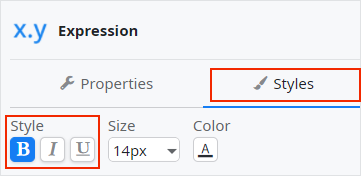 x.y Expression
Properties Styles
Style Size Color
B I U 14px A